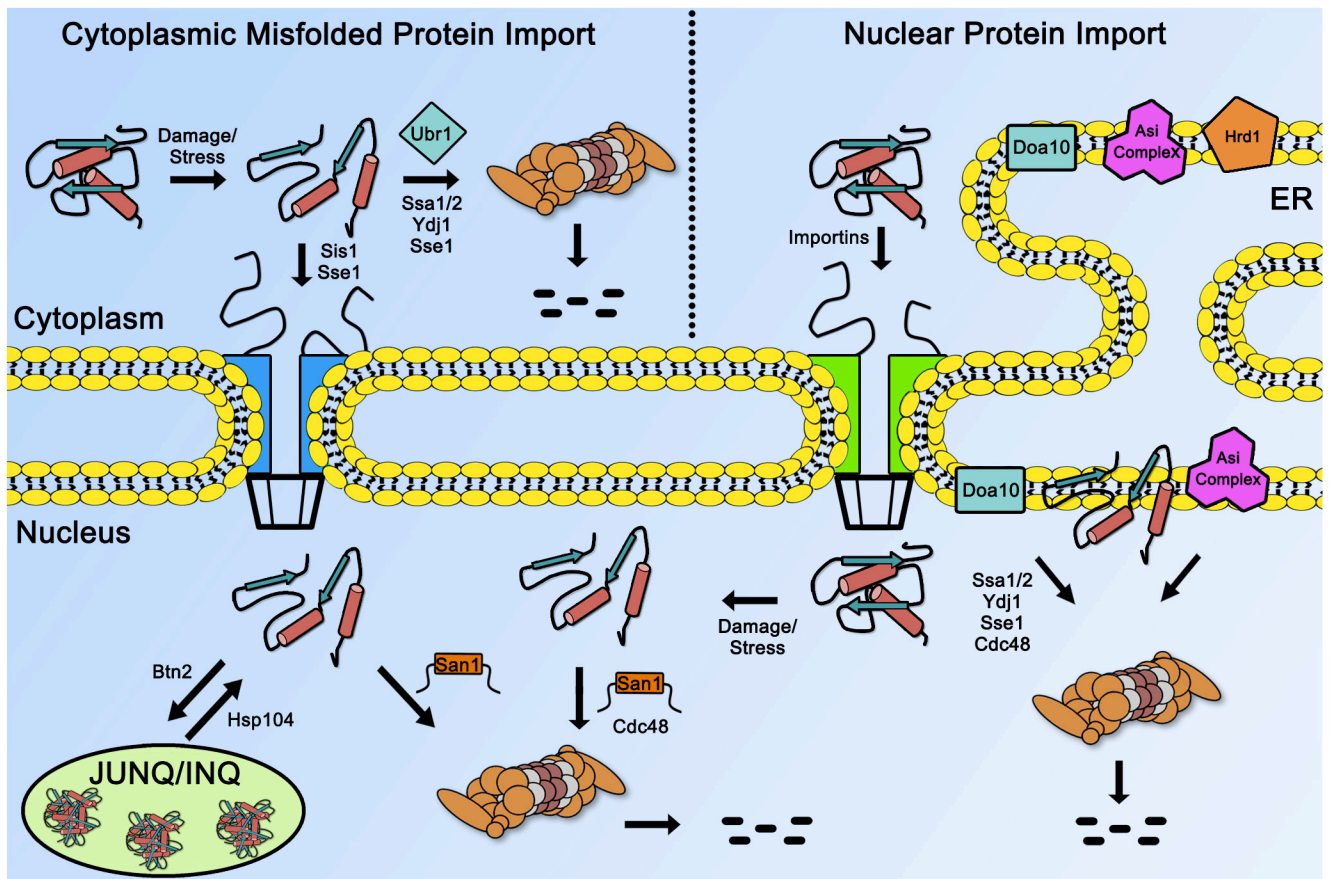 Cytoplasmic Misfolded Protein Import
Nuclear Protein Import
Damage/
Stress
Ubr1
Ssa1/2
Ydj1
Sse1
Sis1
Sse1
Importins
Doa10
Asi
CompleX
Hrd1
ER
Cytoplasm
Doa10
Asi
Complex
Nucleus
Damage/
Stress
Ssa1/2
Ydj1
Sse1
Cdc48
Btn2
Hsp104
San1
San1
Cdc48
JUNQ/INQ